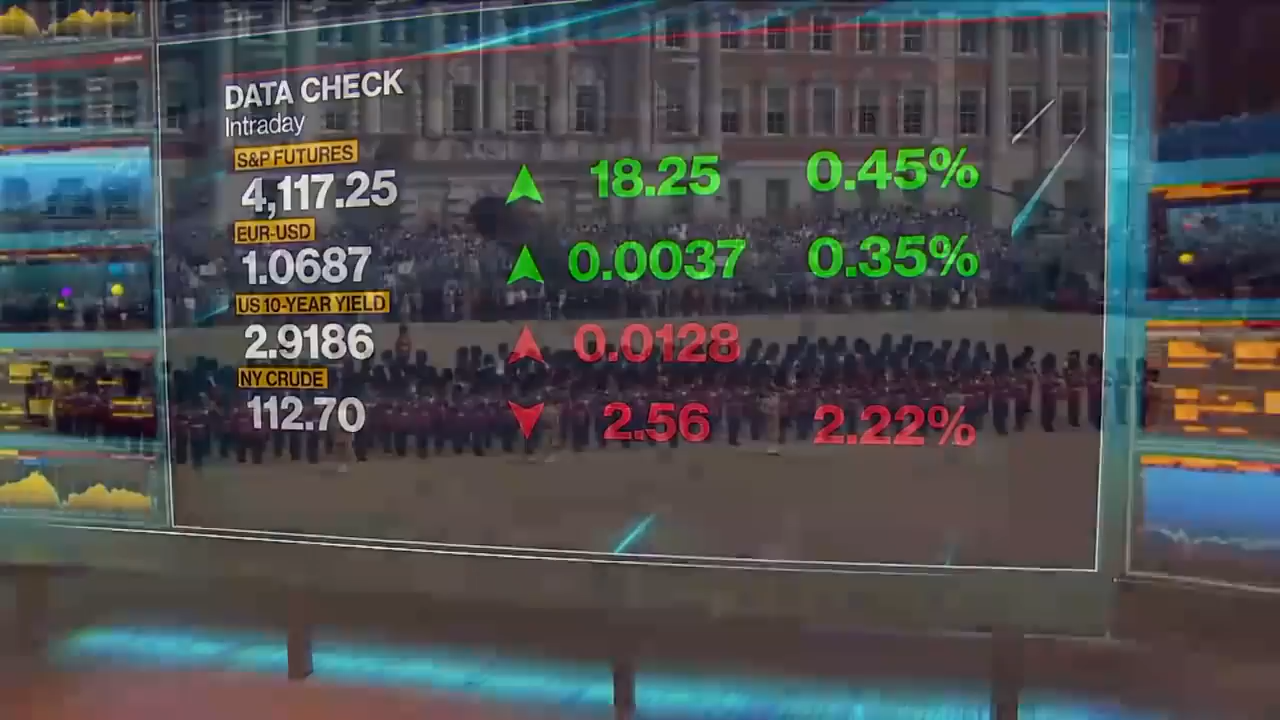 DATA CHECK
Intraday
S&P FUTURES
4,117.25 ▲ 18.25 0.45%
EUR-USD
1.0687 ▲ 0.0037 0.35%
US 10-YEAR YIELD
2.9186 ▲ 0.0128
NY CRUDE
112.70 ▼ 2.56 2.22%